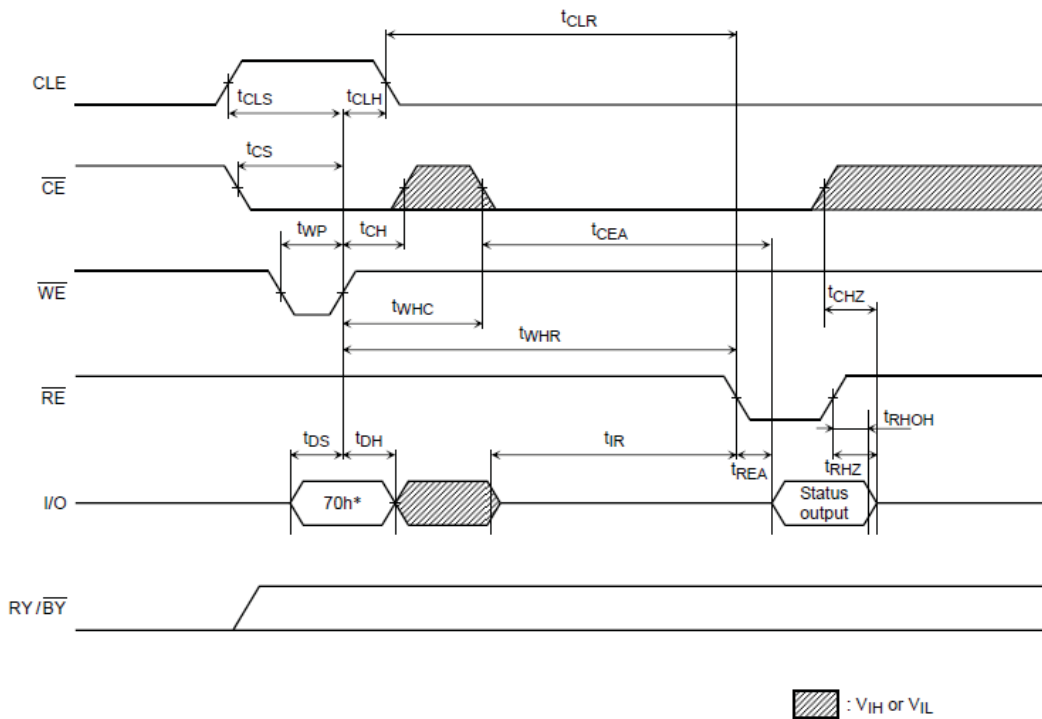 tCLR
CLE
tCLS
tCLH
tCS
CE
tWP
tCH
tCEA
WE
tCHZ
tWHC
tWHR
RE
tRHOH
tDS
tDH
tIR
tREA
tRHZ
I/O
70h*
Status
output
RY/BY
: VIH or VIL